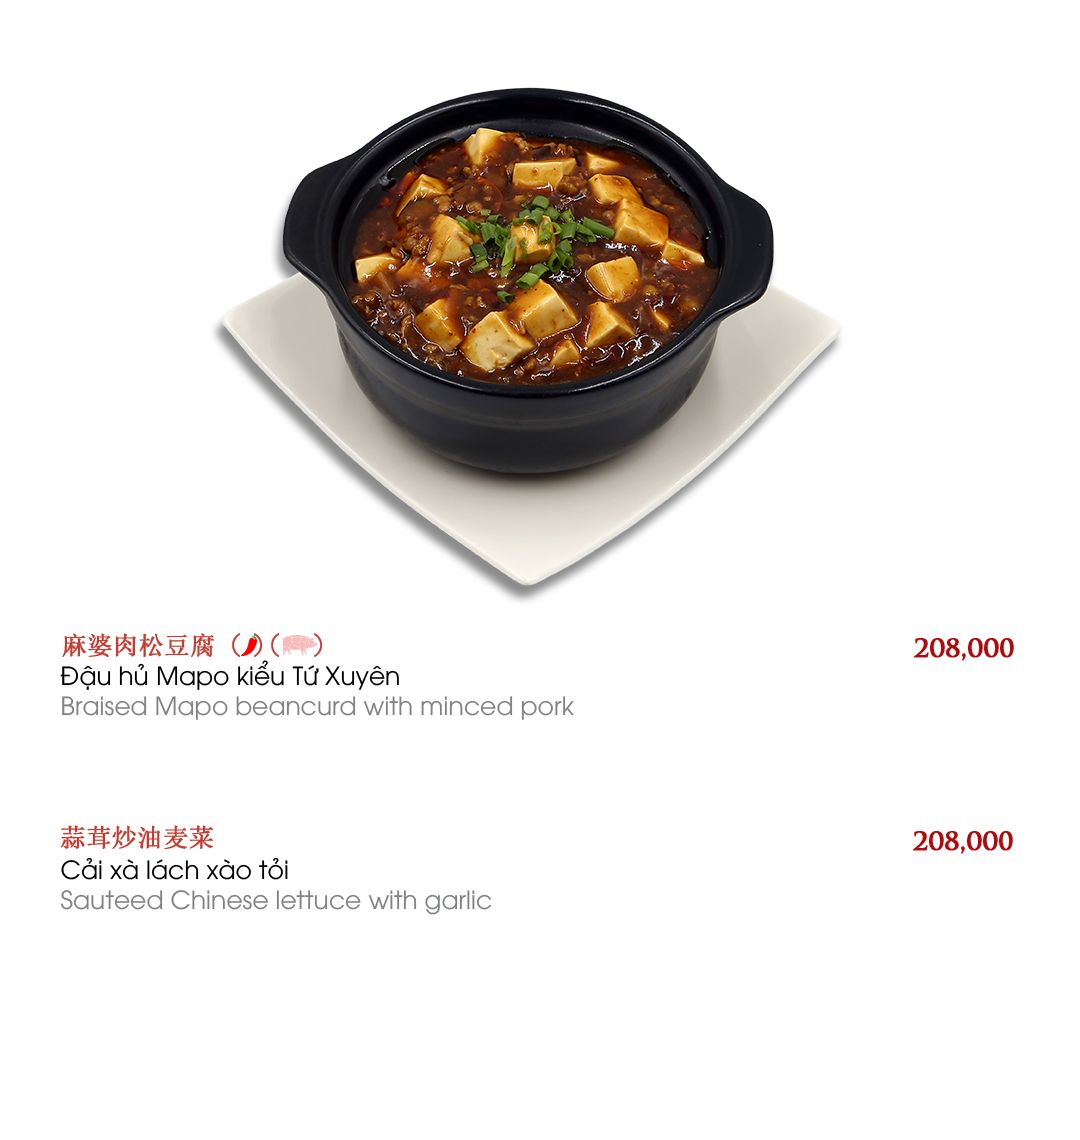 麻婆肉松豆腐 ( ) ( ) 208,000
Đậu hủ Mapo kiểu Tứ Xuyên
Braised Mapo beancurd with minced pork
蒜茸炒油麦菜 208,000
Cải xà lách xào tỏi
Sauteed Chinese lettuce with garlic